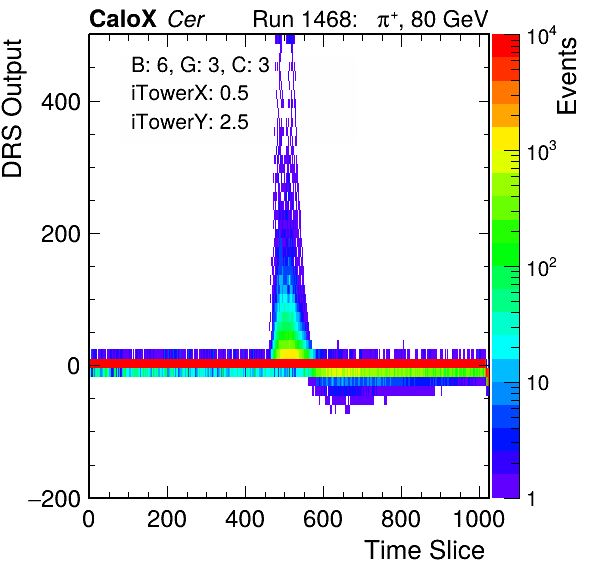 CaloX Cer Run 1468: π⁺, 80 GeV
B: 6, G: 3, C: 3
iTowerX: 0.5
iTowerY: 2.5
DRS Output
400
200
0
−200
0 200 400 600 800 1000
Time Slice
Events
10⁴
10³
10²
10
1